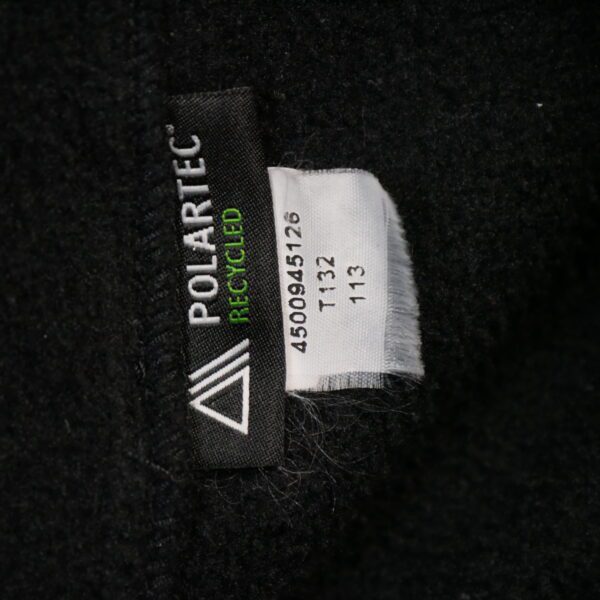 POLARTEC®
RECYCLED
4500945126
T132
113